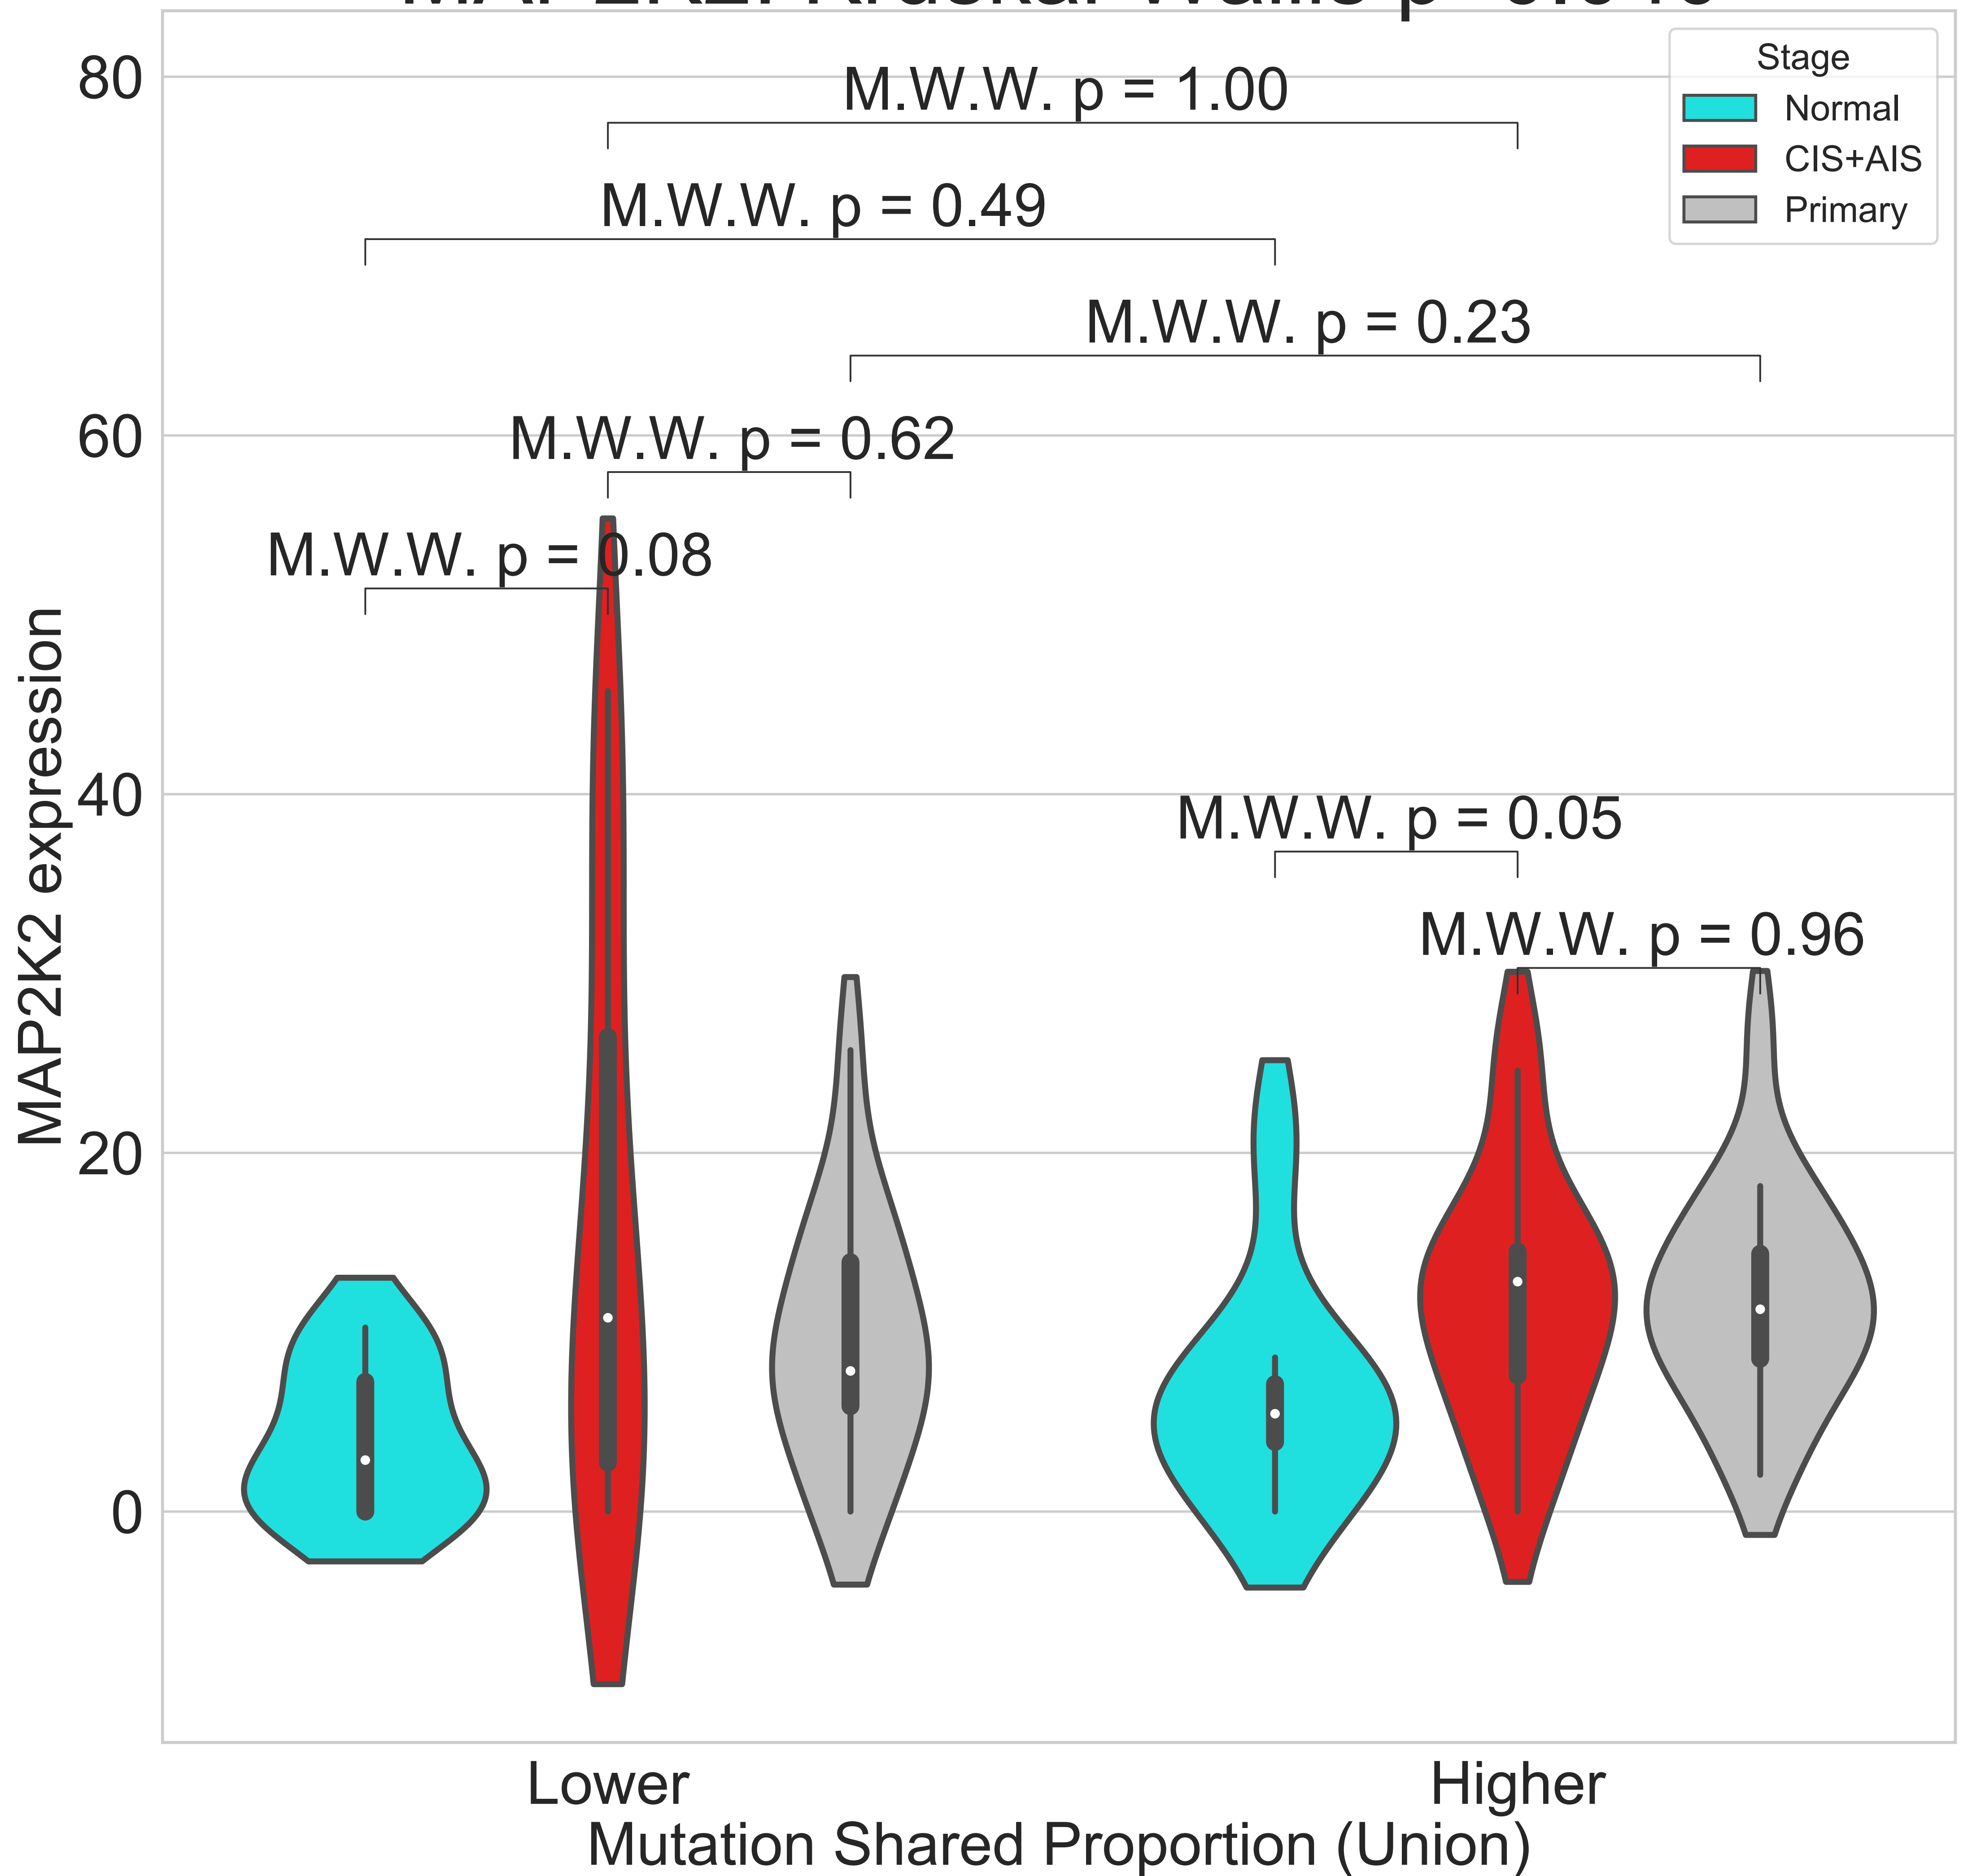 80
60
40
20
0
MAP2K2 expression
M.W.W. p = 1.00
M.W.W. p = 0.49
M.W.W. p = 0.23
M.W.W. p = 0.62
M.W.W. p = 0.08
M.W.W. p = 0.05
M.W.W. p = 0.96
Stage
Normal
CIS+AIS
Primary
Lower
Higher
Mutation Shared Proportion (Union)